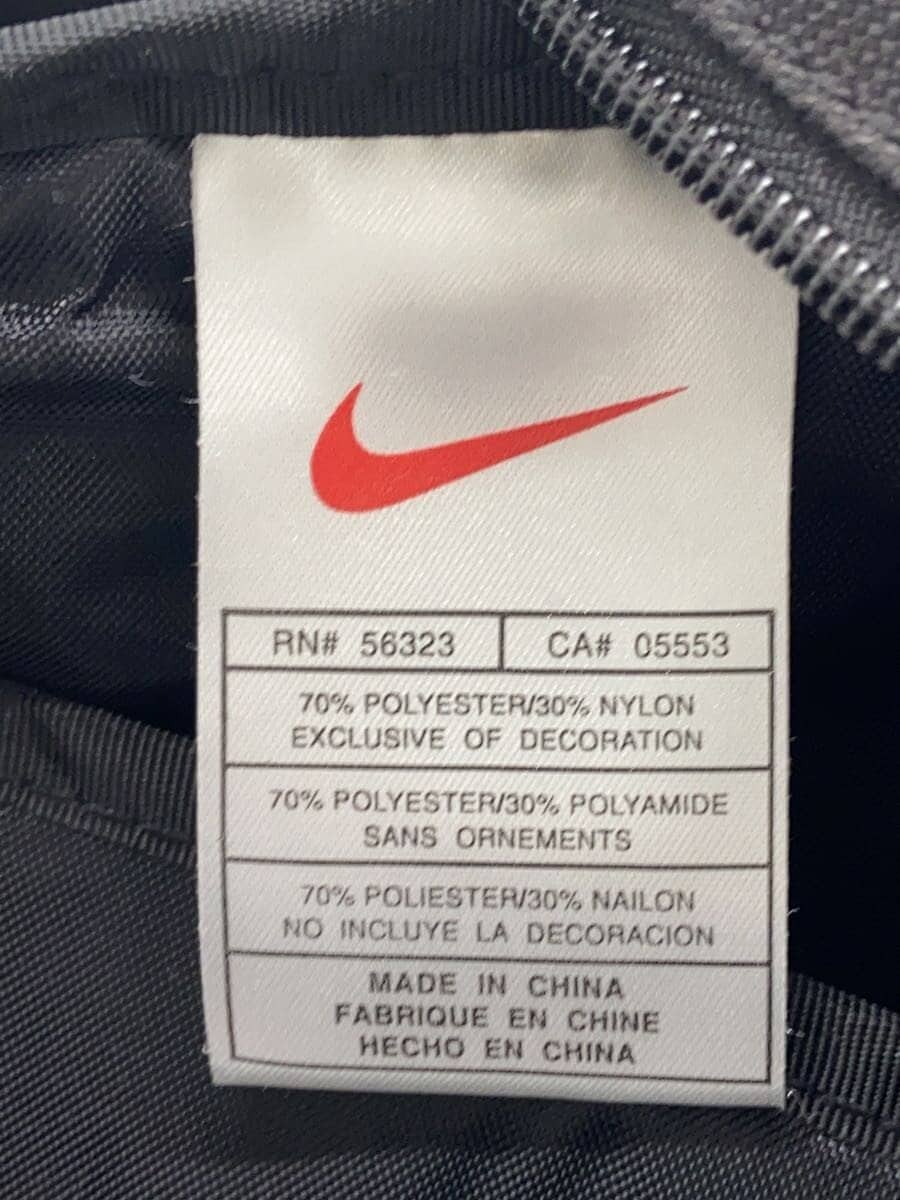 RN# 56323
CA# 05553
70% POLYESTER/30% NYLON
EXCLUSIVE OF DECORATION
70% POLYESTER/30% POLYAMIDE
SANS ORNEMENTS
70% POLIESTER/30% NAILON
NO INCLUYE LA DECORACION
MADE IN CHINA
FABRIQUE EN CHINE
HECHO EN CHINA